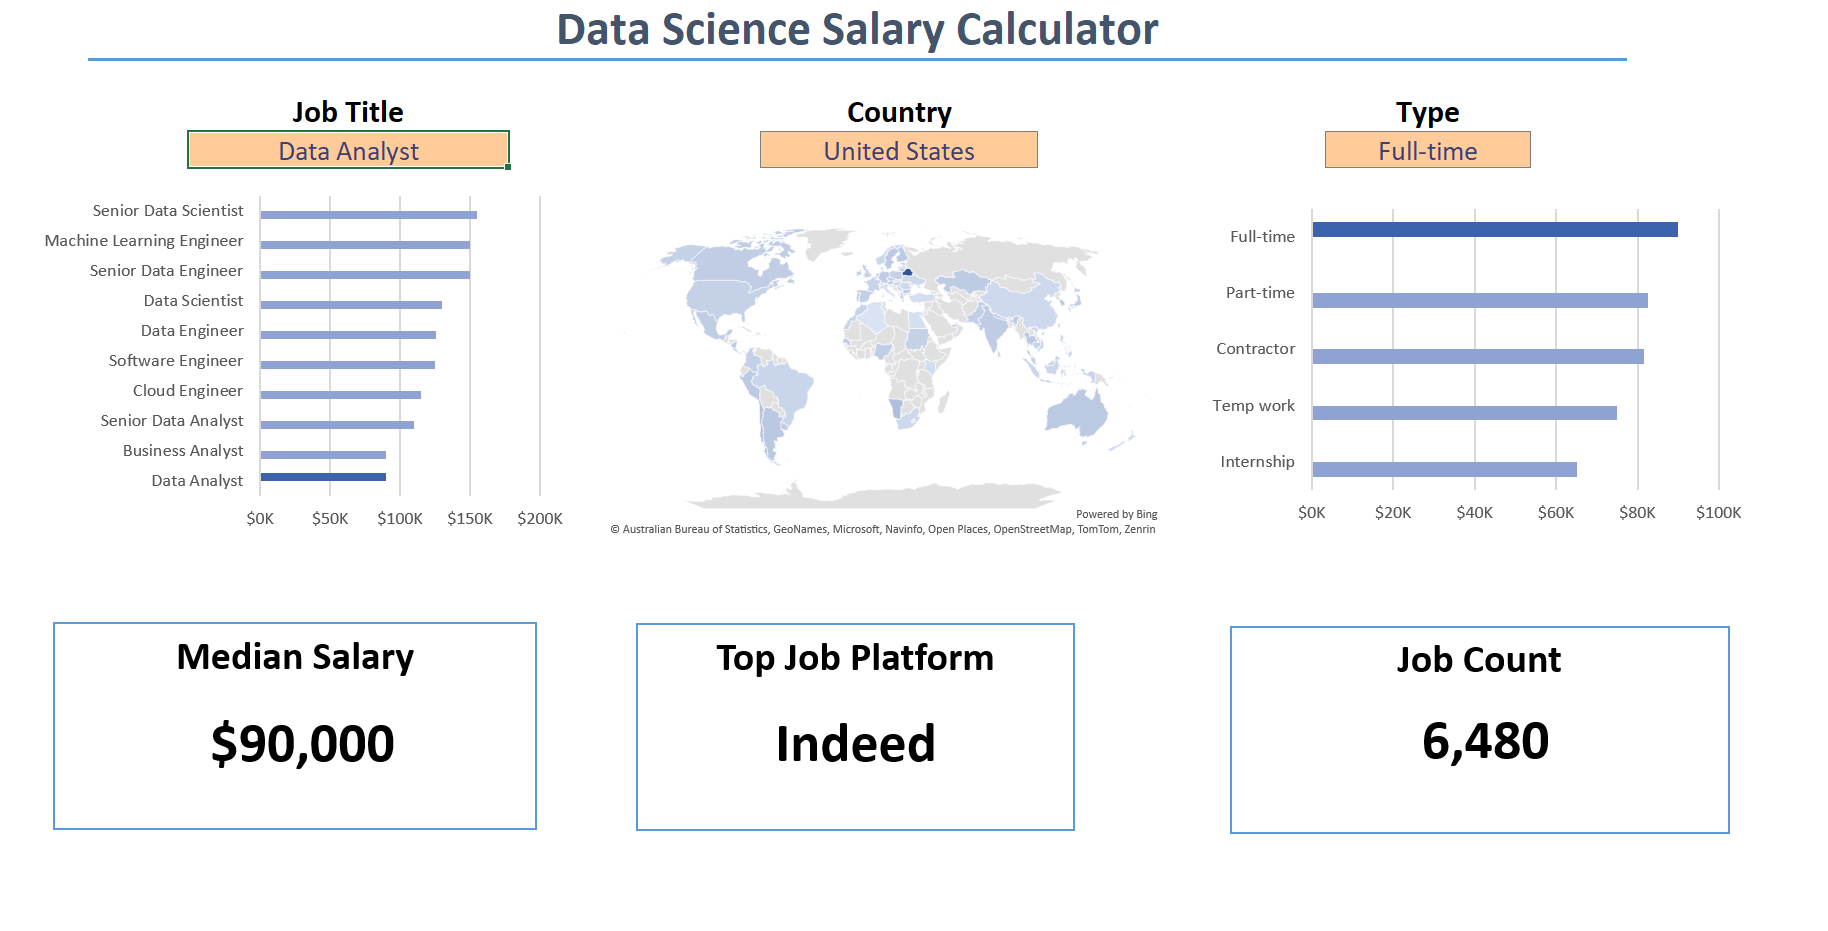 Data Science Salary Calculator
Job Title
Data Analyst
Country
United States
Type
Full-time
Senior Data Scientist
Machine Learning Engineer
Senior Data Engineer
Data Scientist
Data Engineer
Software Engineer
Cloud Engineer
Senior Data Analyst
Business Analyst
Data Analyst
$0K $50K $100K $150K $200K
Powered by Bing
© Australian Bureau of Statistics, GeoNames, Microsoft, Navinfo, Open Places, OpenStreetMap, TomTom, Zenrin
Full-time
Part-time
Contractor
Temp work
Internship
$0K $20K $40K $60K $80K $100K
Median Salary
$90,000
Top Job Platform
Indeed
Job Count
6,480